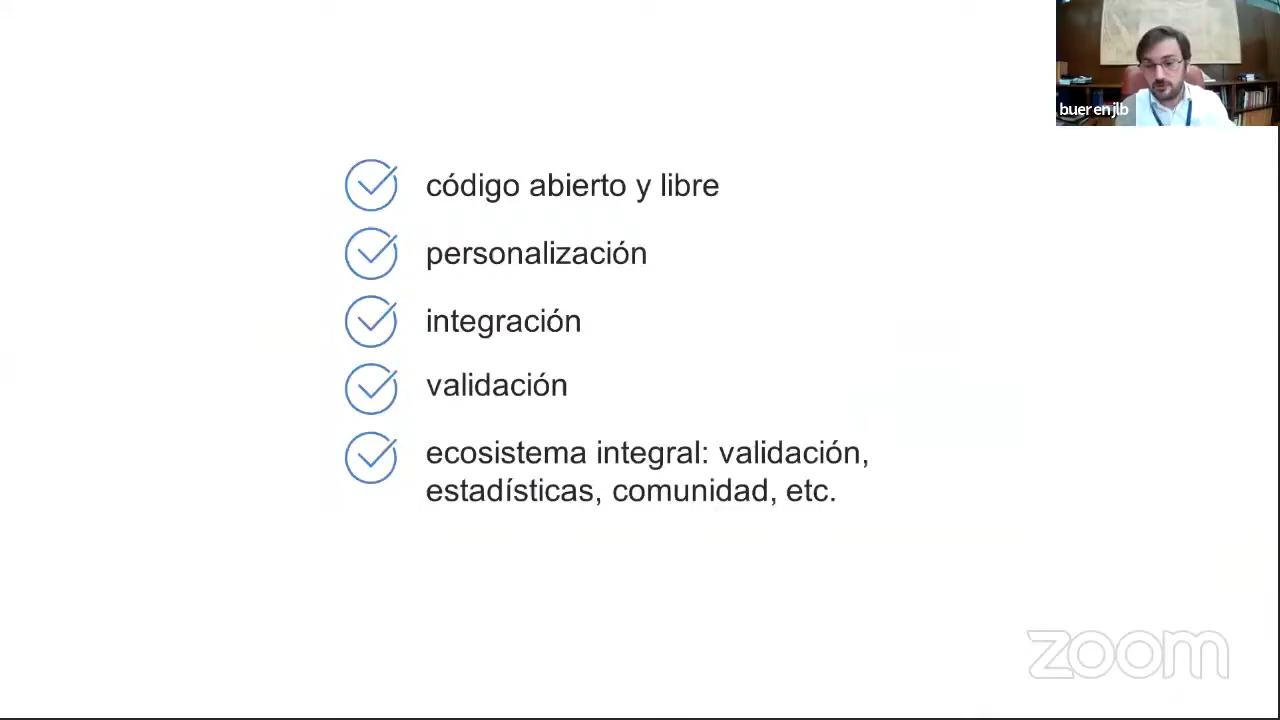 buerenjlb
código abierto y libre
personalización
integración
validación
ecosistema integral: validación,
estadísticas, comunidad, etc.
zoom